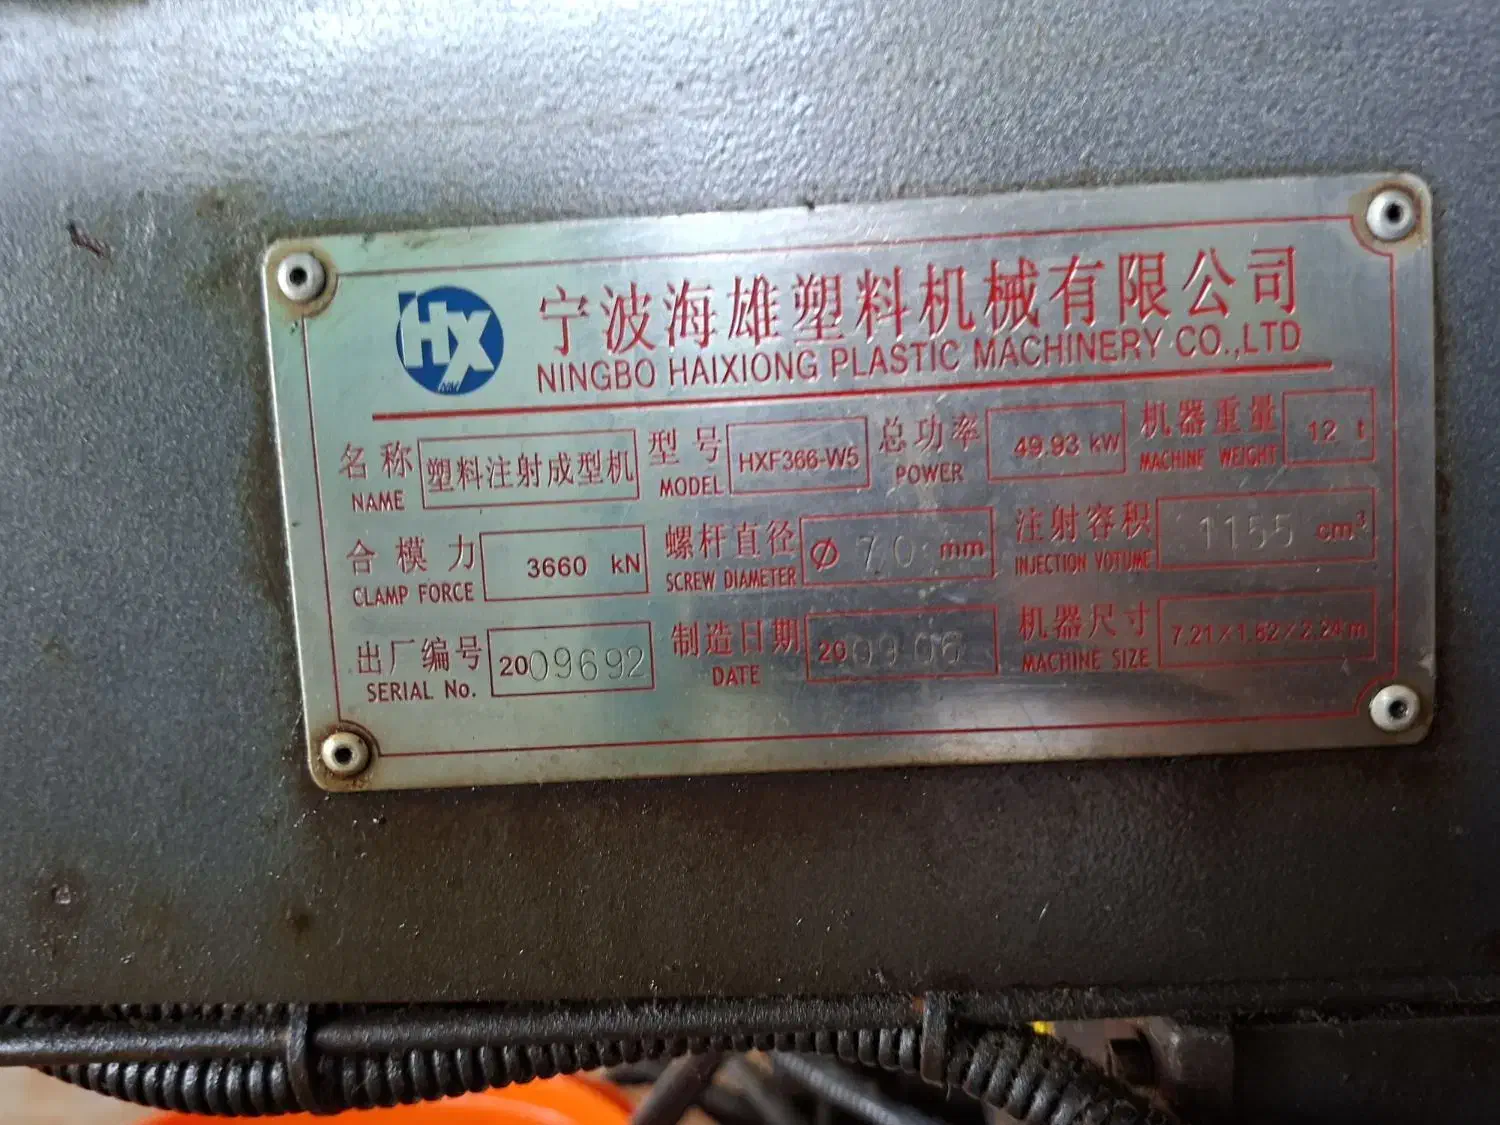 HX
NM
宁波海雄塑料机械有限公司
NINGBO HAIXIONG PLASTIC MACHINERY CO.,LTD
名称 塑料注射成型机 型号 HXF366-W5 总功率 49.93 kW 机器重量 12 t
NAME MODEL POWER MACHINE WEIGHT
合模力 3660 kN 螺杆直径 Ø 70 mm 注射容积 1155 cm³
CLAMP FORCE SCREW DIAMETER INJECTION VOTUME
出厂编号 2009692 制造日期 2009.06 机器尺寸 7.21×1.62×2.24m
SERIAL No. DATE MACHINE SIZE